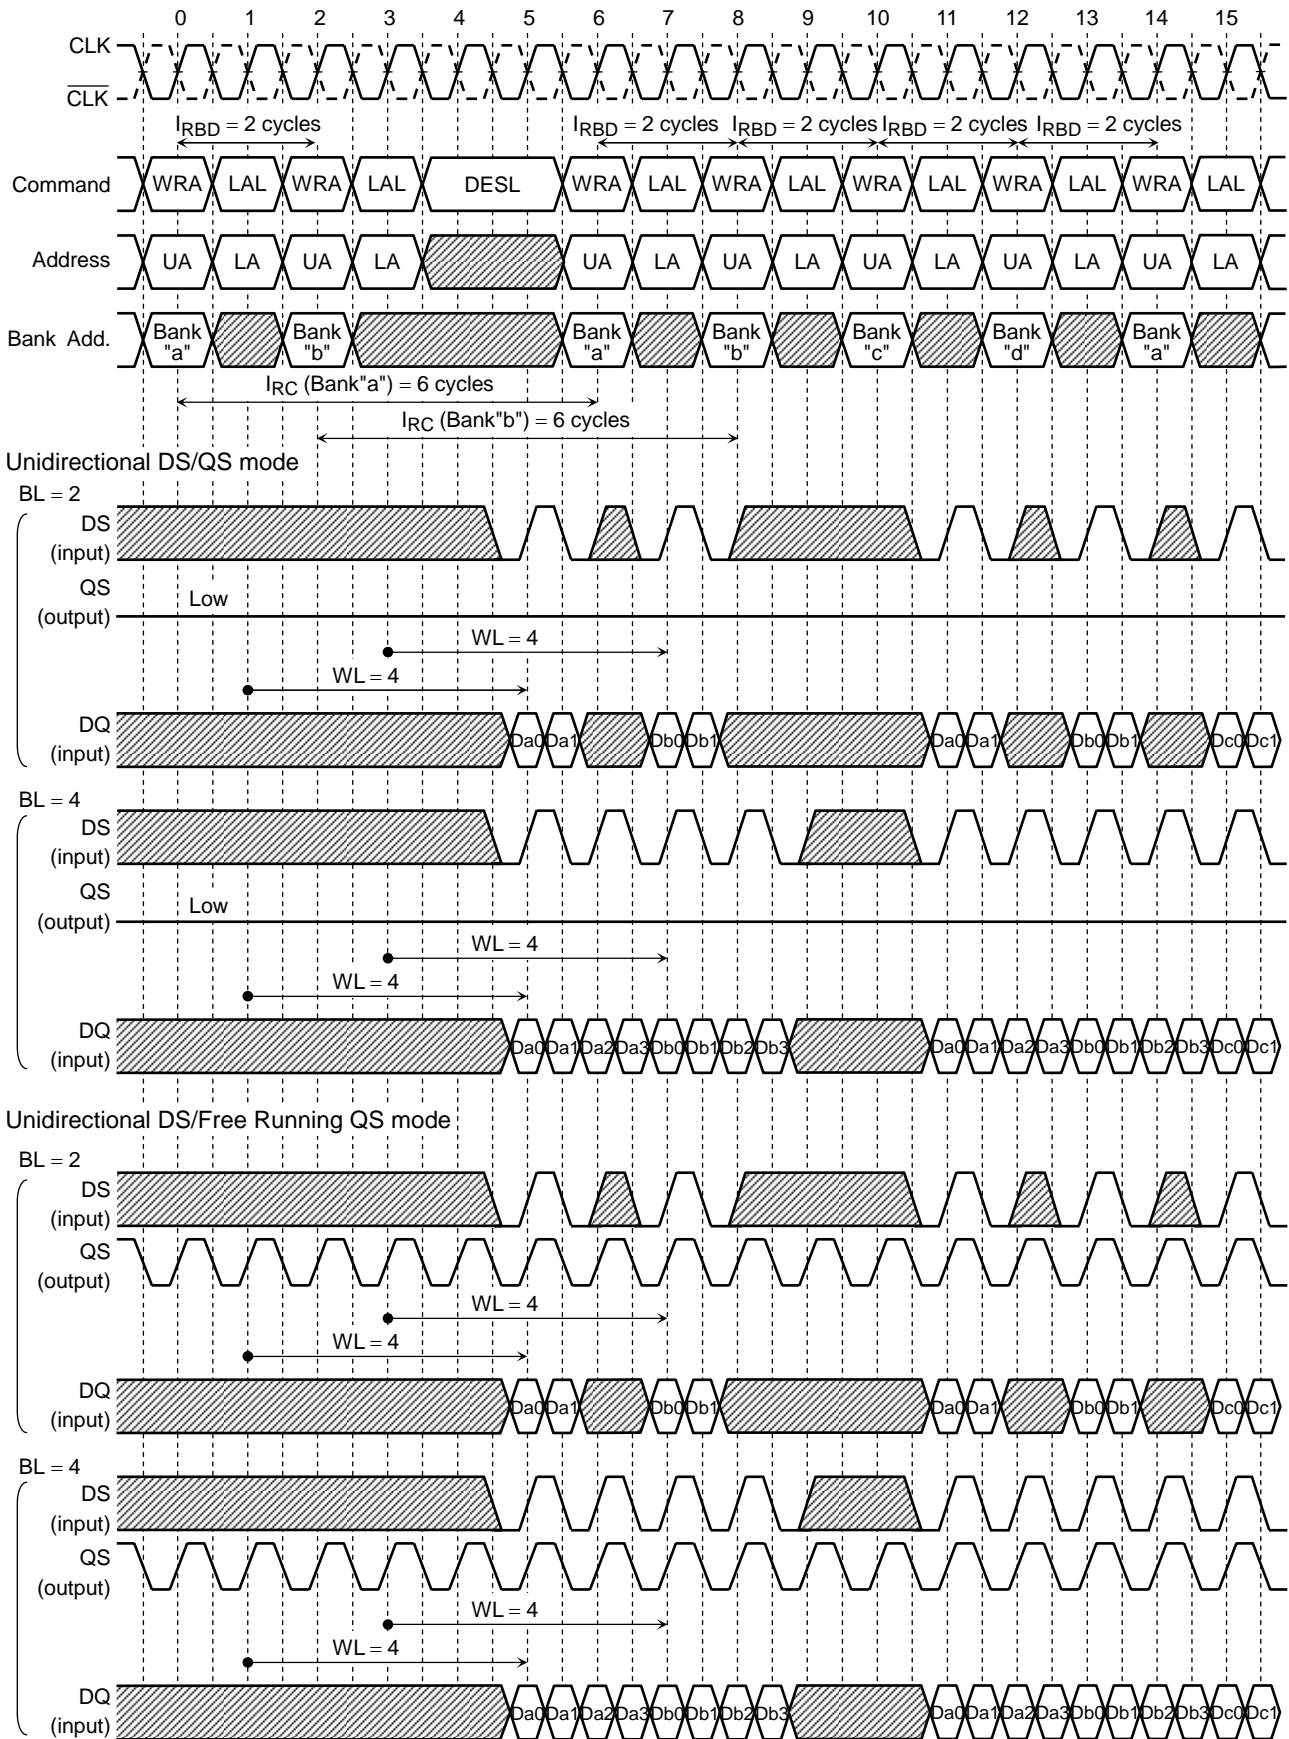 0 1 2 3 4 5 6 7 8 9 10 11 12 13 14 15
CLK
CLK
IRBD = 2 cycles IRBD = 2 cycles IRBD = 2 cycles IRBD = 2 cycles IRBD = 2 cycles
Command WRA LAL WRA LAL DESL WRA LAL WRA LAL WRA LAL WRA LAL WRA LAL
Address UA LA UA LA UA LA UA LA UA LA UA LA UA LA
Bank Add. Bank "a" Bank "b" Bank "a" Bank "b" Bank "c" Bank "d" Bank "a"
IRC (Bank"a") = 6 cycles
IRC (Bank"b") = 6 cycles
Unidirectional DS/QS mode
BL = 2
DS
(input)
QS
Low
(output)
WL = 4
WL = 4
DQ
(input)
Da0 Da1 Db0 Db1 Da0 Da1 Db0 Db1 Dc0 Dc1
BL = 4
DS
(input)
QS
Low
(output)
WL = 4
WL = 4
DQ
(input)
Da0 Da1 Da2 Da3 Db0 Db1 Db2 Db3 Da0 Da1 Da2 Da3 Db0 Db1 Db2 Db3 Dc0 Dc1
Unidirectional DS/Free Running QS mode
BL = 2
DS
(input)
QS
(output)
WL = 4
WL = 4
DQ
(input)
Da0 Da1 Db0 Db1 Da0 Da1 Db0 Db1 Dc0 Dc1
BL = 4
DS
(input)
QS
(output)
WL = 4
WL = 4
DQ
(input)
Da0 Da1 Da2 Da3 Db0 Db1 Db2 Db3 Da0 Da1 Da2 Da3 Db0 Db1 Db2 Db3 Dc0 Dc1